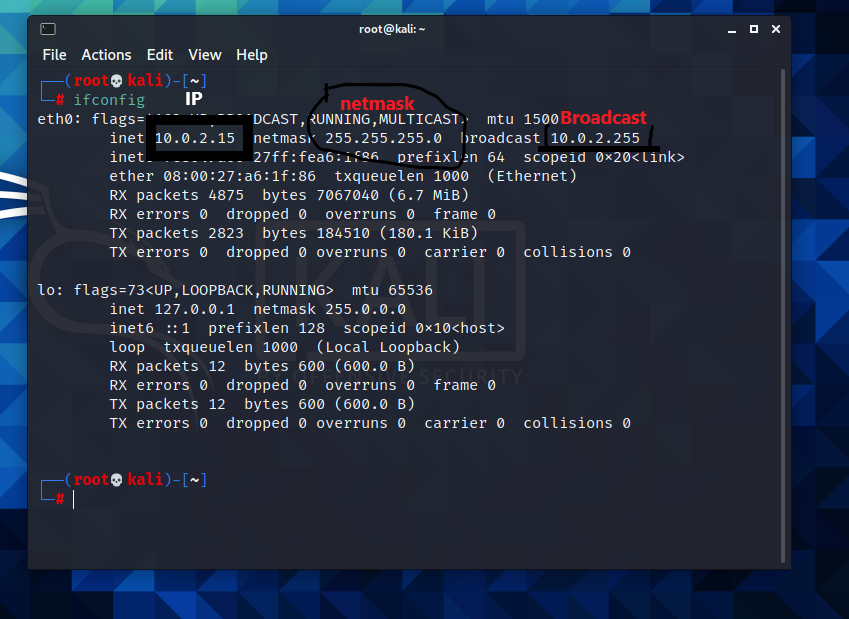 root@kali: ~
File Actions Edit View Help
(root💀kali)-[~]
# ifconfig
IP
netmask
eth0: flags= BROADCAST,RUNNING,MULTICAST> mtu 1500
Broadcast
inet 10.0.2.15 netmask 255.255.255.0 broadcast 10.0.2.255
27ff:fea6:1f86 prefixlen 64 scopeid 0×20<link>
ether 08:00:27:a6:1f:86 txqueuelen 1000 (Ethernet)
RX packets 4875 bytes 7067040 (6.7 MiB)
RX errors 0 dropped 0 overruns 0 frame 0
TX packets 2823 bytes 184510 (180.1 KiB)
TX errors 0 dropped 0 overruns 0 carrier 0 collisions 0
lo: flags=73<UP,LOOPBACK,RUNNING> mtu 65536
inet 127.0.0.1 netmask 255.0.0.0
inet6 ::1 prefixlen 128 scopeid 0×10<host>
loop txqueuelen 1000 (Local Loopback)
RX packets 12 bytes 600 (600.0 B)
RX errors 0 dropped 0 overruns 0 frame 0
TX packets 12 bytes 600 (600.0 B)
TX errors 0 dropped 0 overruns 0 carrier 0 collisions 0
(root💀kali)-[~]
#
KALI
BY OFFENSIVE SECURITY